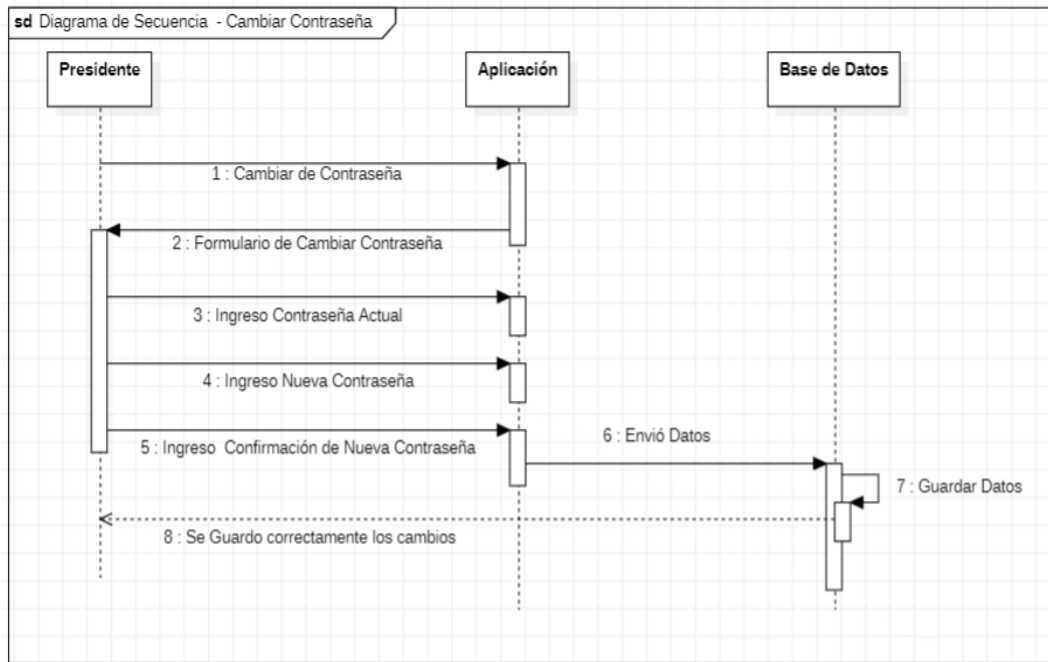 sd Diagrama de Secuencia - Cambiar Contraseña
Presidente
Aplicación
Base de Datos
1 : Cambiar de Contraseña
2 : Formulario de Cambiar Contraseña
3 : Ingreso Contraseña Actual
4 : Ingreso Nueva Contraseña
5 : Ingreso Confirmación de Nueva Contraseña
6 : Envió Datos
7 : Guardar Datos
8 : Se Guardo correctamente los cambios